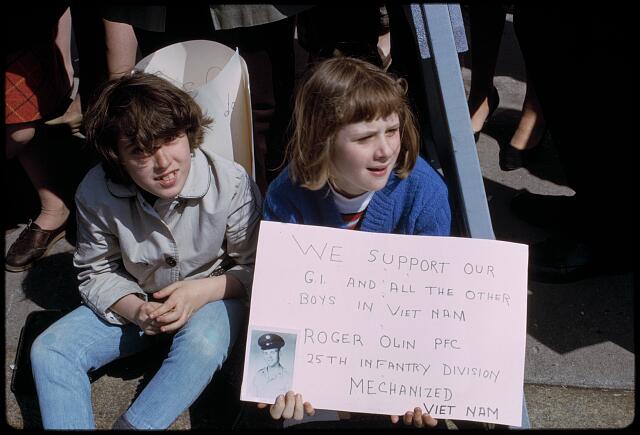 WE SUPPORT OUR
G.I. AND ALL THE OTHER
BOYS IN VIET NAM
ROGER OLIN PFC
25TH INFANTRY DIVISION
MECHANIZED
VIET NAM